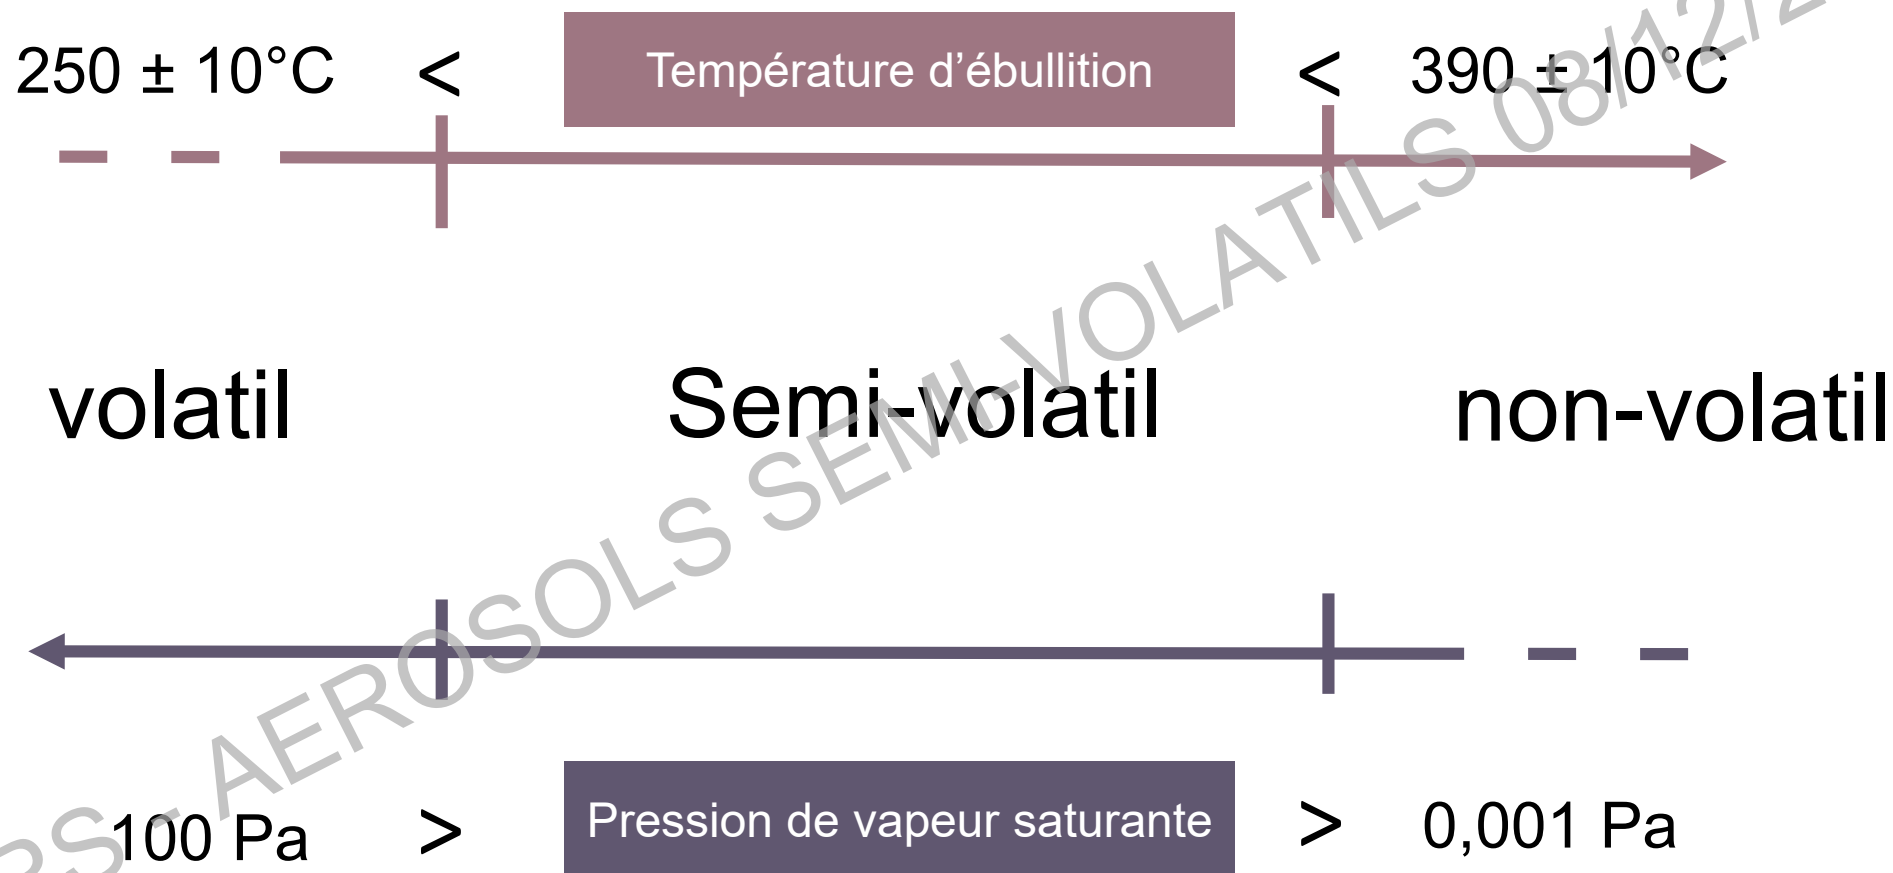 250 ± 10°C < Température d’ébullition < 390 ± 10°C
volatil Semi-volatil non-volatil
100 Pa > Pression de vapeur saturante > 0,001 Pa
- AEROSOLS SEMI-VOLATILS 08/12/2